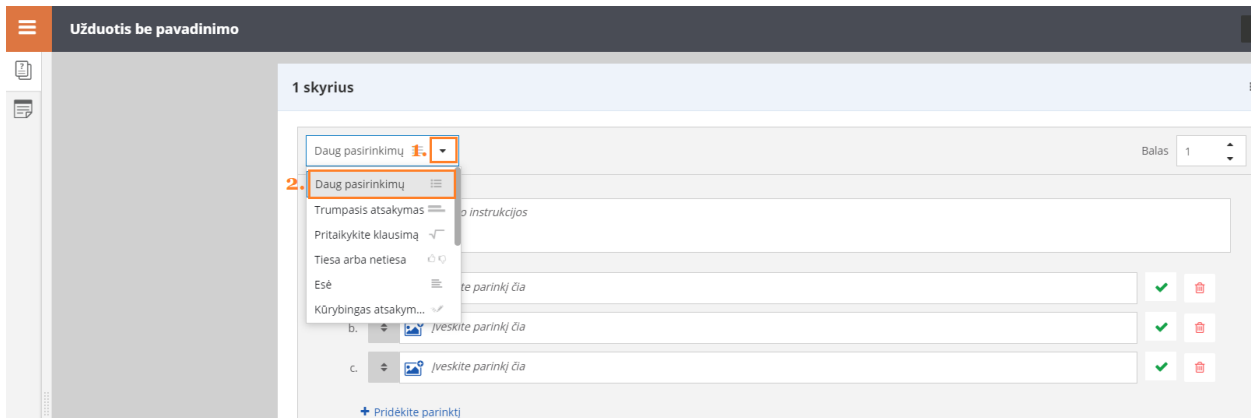 Užduotis be pavadinimo
1 skyrius
Daug pasirinkimų 1.
Balas 1
2. Daug pasirinkimų
Trumpasis atsakymas
o instrukcijos
Pritaikykite klausimą
Tiesa arba netiesa
Esė
te parinkį čia
Kūrybingas atsakym...
b. Įveskite parinkį čia
c. Įveskite parinkį čia
+ Pridėkite parinktį